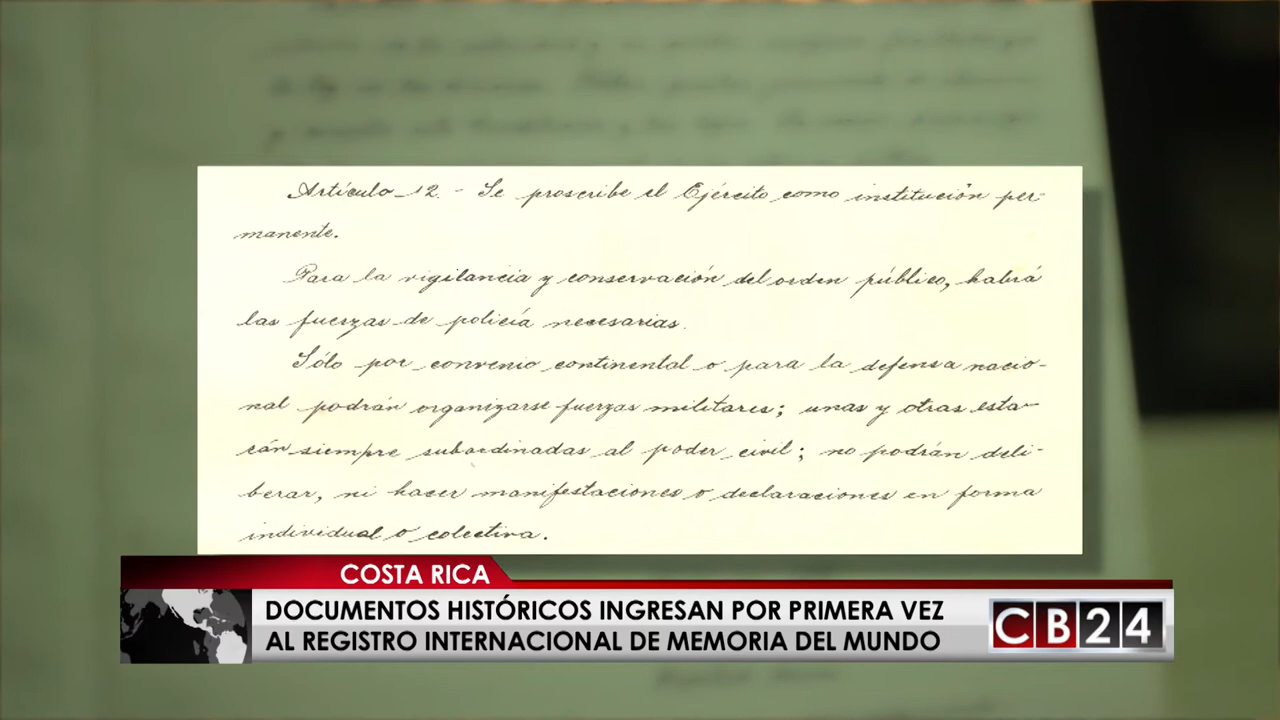 Artículo 12.- Se proscribe el Ejército como institución per-
manente.
Para la vigilancia y conservación del orden público, habrá
las fuerzas de policía necesarias.
Sólo por convenio continental o para la defensa nacio-
nal podrán organizarse fuerzas militares; unas y otras esta-
rán siempre subordinadas al poder civil; no podrán deli-
berar, ni hacer manifestaciones o declaraciones en forma
individual o colectiva.
COSTA RICA
DOCUMENTOS HISTÓRICOS INGRESAN POR PRIMERA VEZ
AL REGISTRO INTERNACIONAL DE MEMORIA DEL MUNDO
CB24